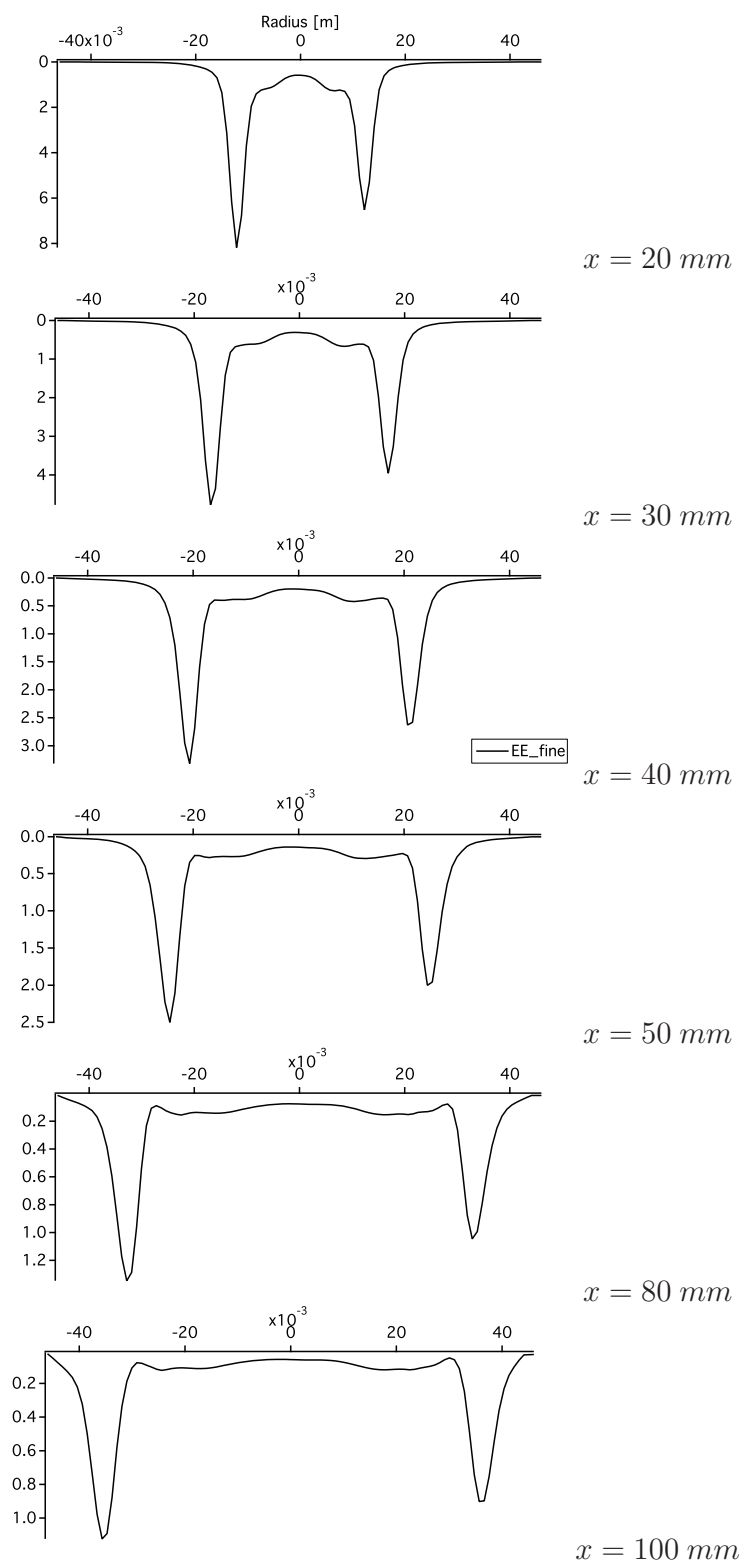 Radius [m]
-40x10-3 -20 0 20 40
0
2
4
6
8
x = 20 mm
x10-3
-40 -20 0 20 40
0
1
2
3
4
x = 30 mm
x10-3
-40 -20 0 20 40
0.0
0.5
1.0
1.5
2.0
2.5
3.0
EE_fine
x = 40 mm
x10-3
-40 -20 0 20 40
0.0
0.5
1.0
1.5
2.0
2.5
x = 50 mm
x10-3
-40 -20 0 20 40
0.2
0.4
0.6
0.8
1.0
1.2
x = 80 mm
x10-3
-40 -20 0 20 40
0.2
0.4
0.6
0.8
1.0
x = 100 mm